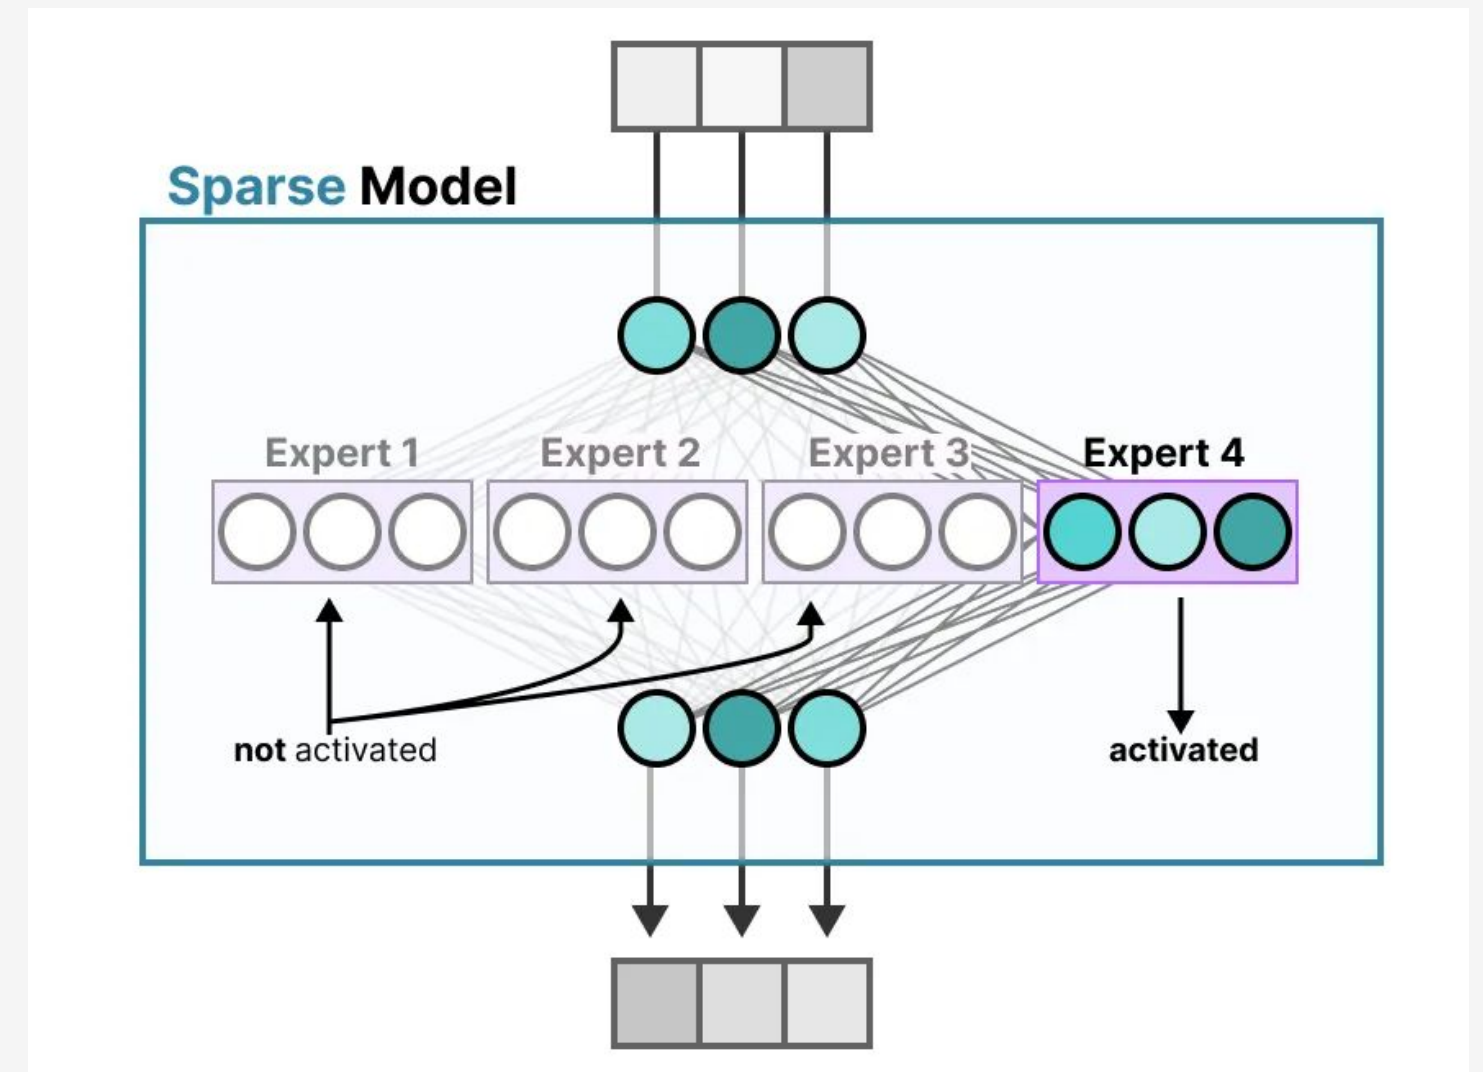 Sparse Model
Expert 1
Expert 2
Expert 3
Expert 4
not activated
activated